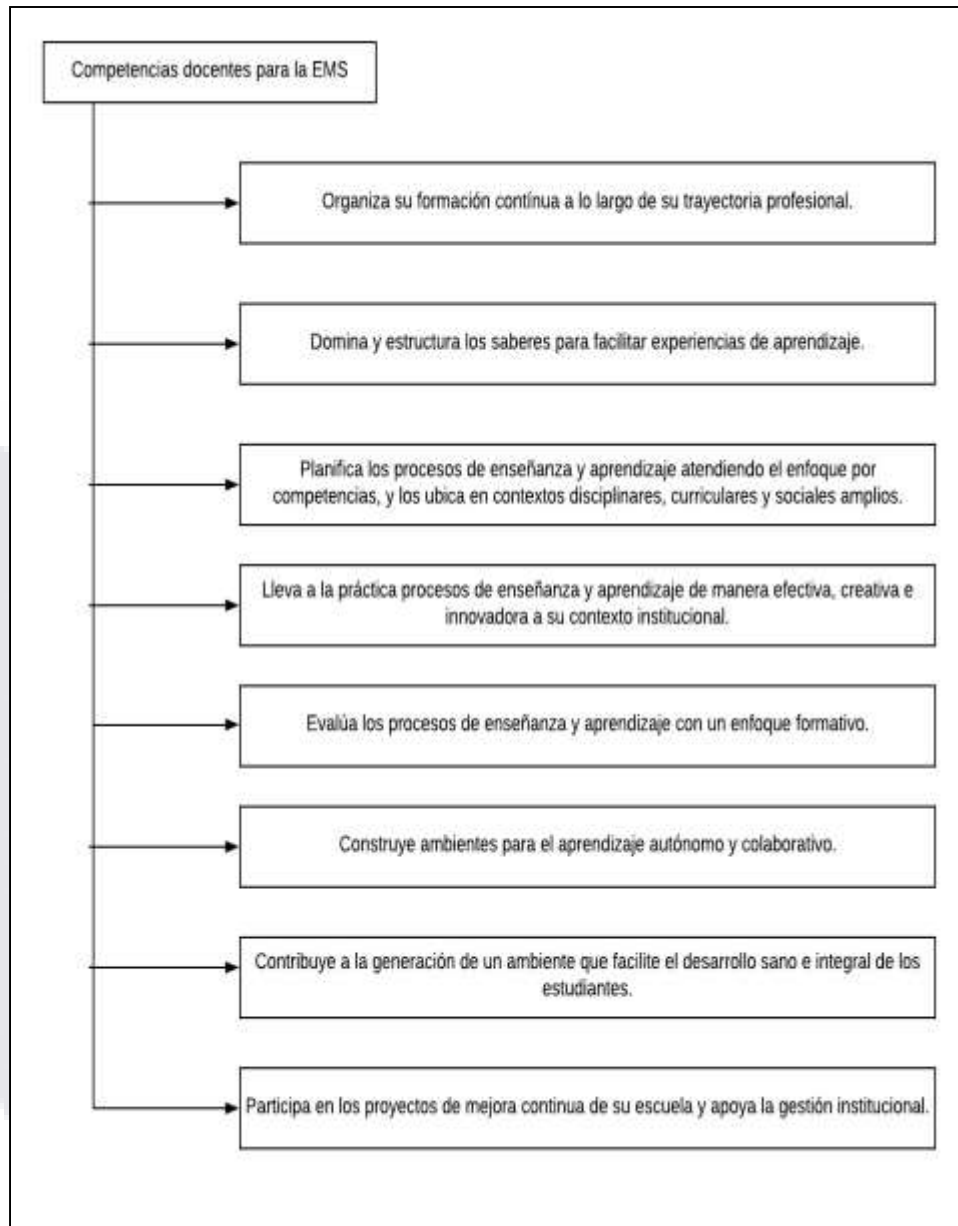 Competencias docentes para la EMS
Organiza su formación contínua a lo largo de su trayectoria profesional.
Domina y estructura los saberes para facilitar experiencias de aprendizaje.
Planifica los procesos de enseñanza y aprendizaje atendiendo el enfoque por
competencias, y los ubica en contextos disciplinares, curriculares y sociales amplios.
Lleva a la práctica procesos de enseñanza y aprendizaje de manera efectiva, creativa e
innovadora a su contexto institucional.
Evalúa los procesos de enseñanza y aprendizaje con un enfoque formativo.
Construye ambientes para el aprendizaje autónomo y colaborativo.
Contribuye a la generación de un ambiente que facilite el desarrollo sano e integral de los
estudiantes.
Participa en los proyectos de mejora continua de su escuela y apoya la gestión institucional.